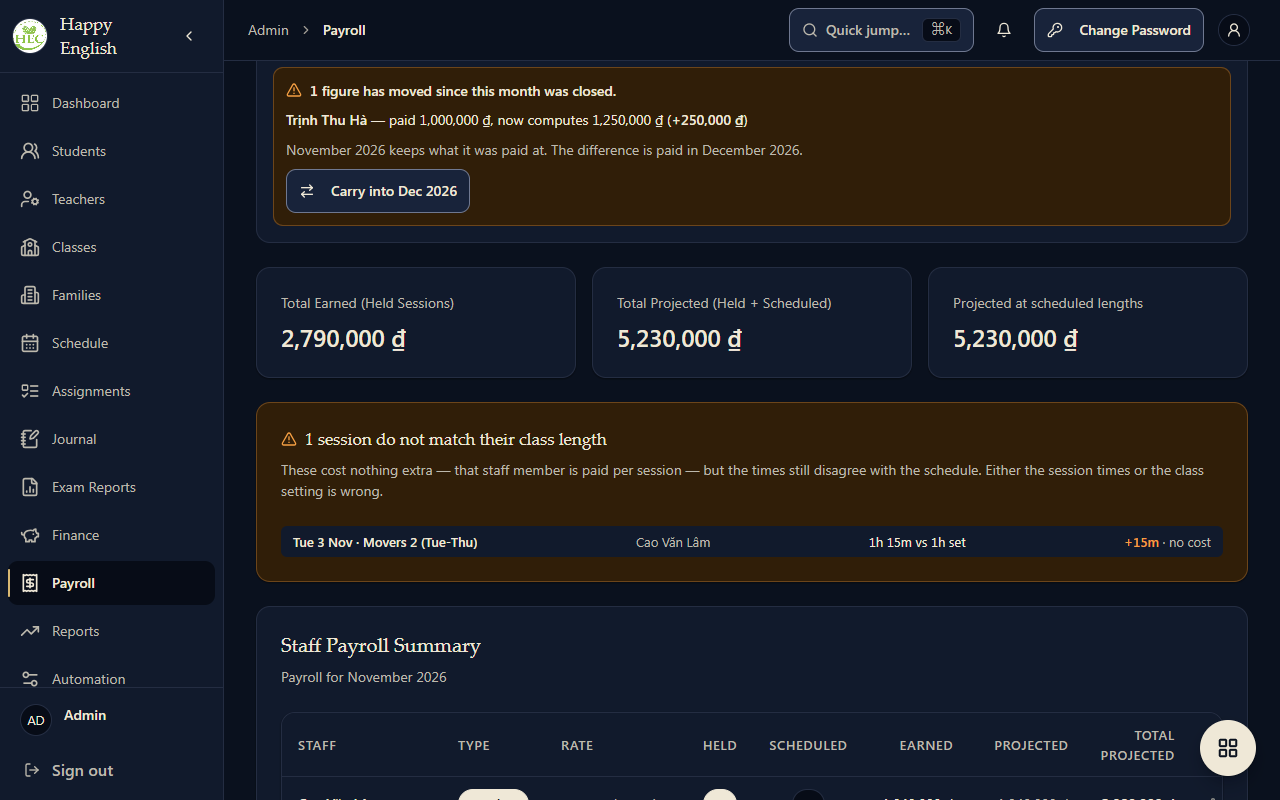 Happy
English
HEC
Admin > Payroll
Quick jump... ⌘K
Change Password
Dashboard
Students
Teachers
Classes
Families
Schedule
Assignments
Journal
Exam Reports
Finance
Payroll
Reports
Automation
AD Admin
Sign out
1 figure has moved since this month was closed.
Trịnh Thu Hà — paid 1,000,000 ₫, now computes 1,250,000 ₫ (+250,000 ₫)
November 2026 keeps what it was paid at. The difference is paid in December 2026.
Carry into Dec 2026
Total Earned (Held Sessions)
2,790,000 ₫
Total Projected (Held + Scheduled)
5,230,000 ₫
Projected at scheduled lengths
5,230,000 ₫
1 session do not match their class length
These cost nothing extra — that staff member is paid per session — but the times still disagree with the schedule. Either the session times or the class
setting is wrong.
Tue 3 Nov · Movers 2 (Tue-Thu) Cao Văn Lâm 1h 15m vs 1h set +15m · no cost
Staff Payroll Summary
Payroll for November 2026
STAFF TYPE RATE HELD SCHEDULED EARNED PROJECTED TOTAL PROJECTED